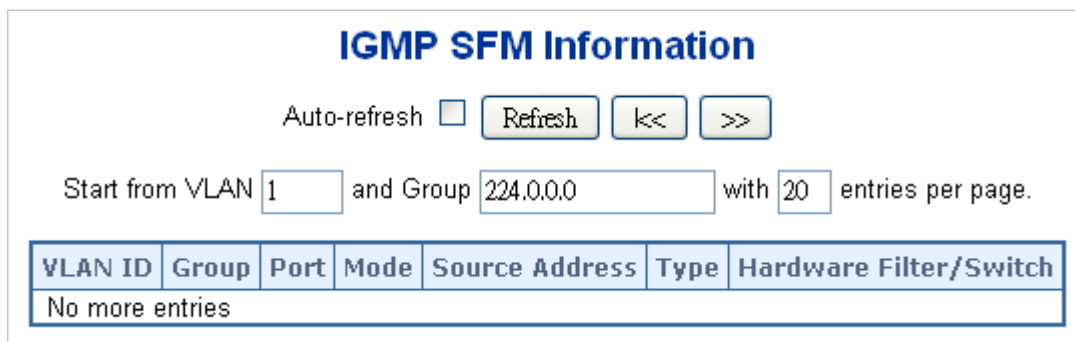 IGMP SFM Information
Auto-refresh Refresh |<< >>
Start from VLAN 1 and Group 224.0.0.0 with 20 entries per page.
VLAN ID Group Port Mode Source Address Type Hardware Filter/Switch
No more entries